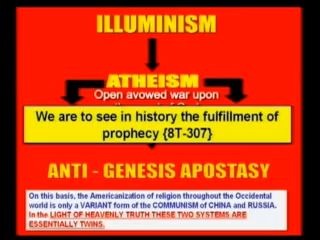 ILLUMINISM
ATHEISM
Open avowed war upon
We are to see in history the fulfillment of
prophecy {8T-307}
ANTI - GENESIS APOSTASY
On this basis, the Americanization of religion throughout the Occidental
world is only a VARIANT form of the COMMUNISM of CHINA and RUSSIA.
In the LIGHT OF HEAVENLY TRUTH THESE TWO SYSTEMS ARE
ESSENTIALLY TWINS.